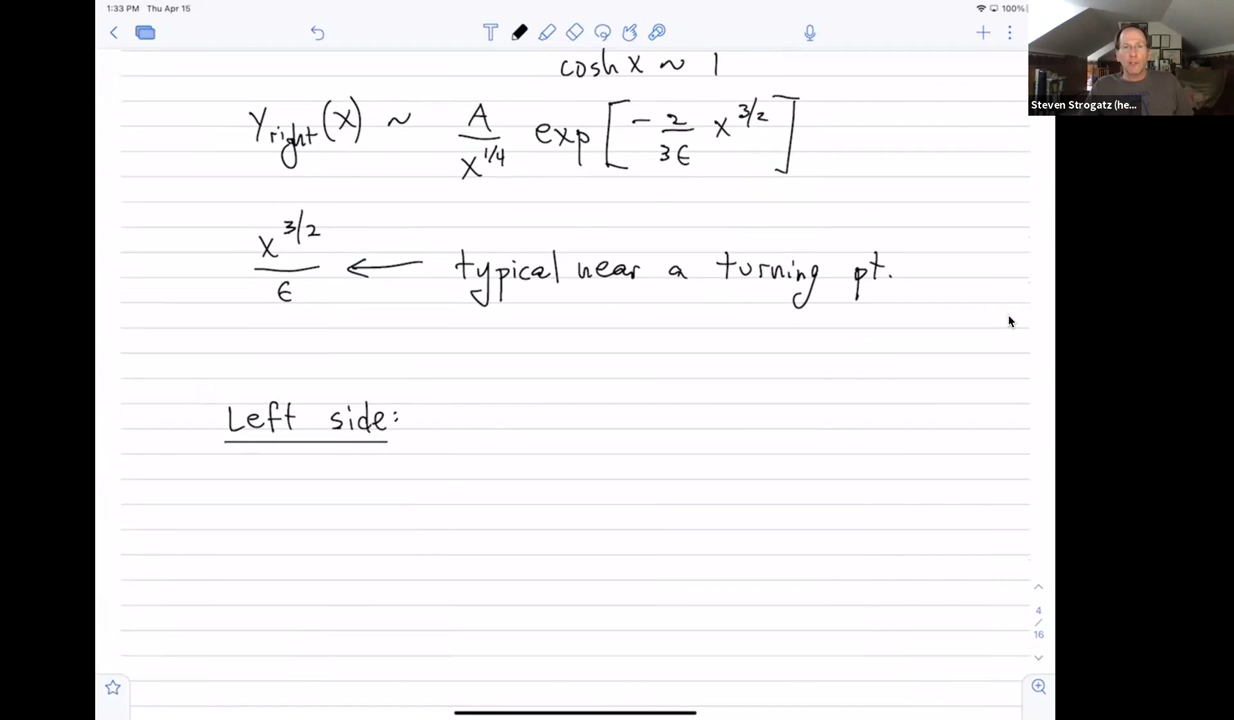 1:33 PM Thu Apr 15
100%
T
cosh x ~ 1
y_right(x) ~ A/x^1/4 exp[-2/3ε x^3/2]
x^3/2/ε ← typical near a turning pt.
Left side:
4
/
16
Steven Strogatz (he...